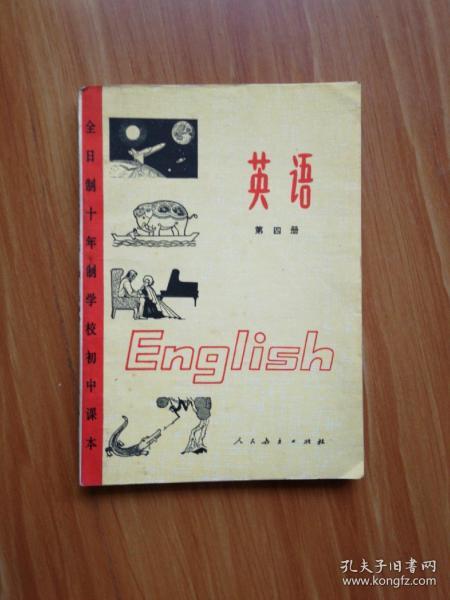 全日制十年制学校初中课本
英语
第四册
English
人民教育出版社
孔夫子旧书网
www.kongfz.com